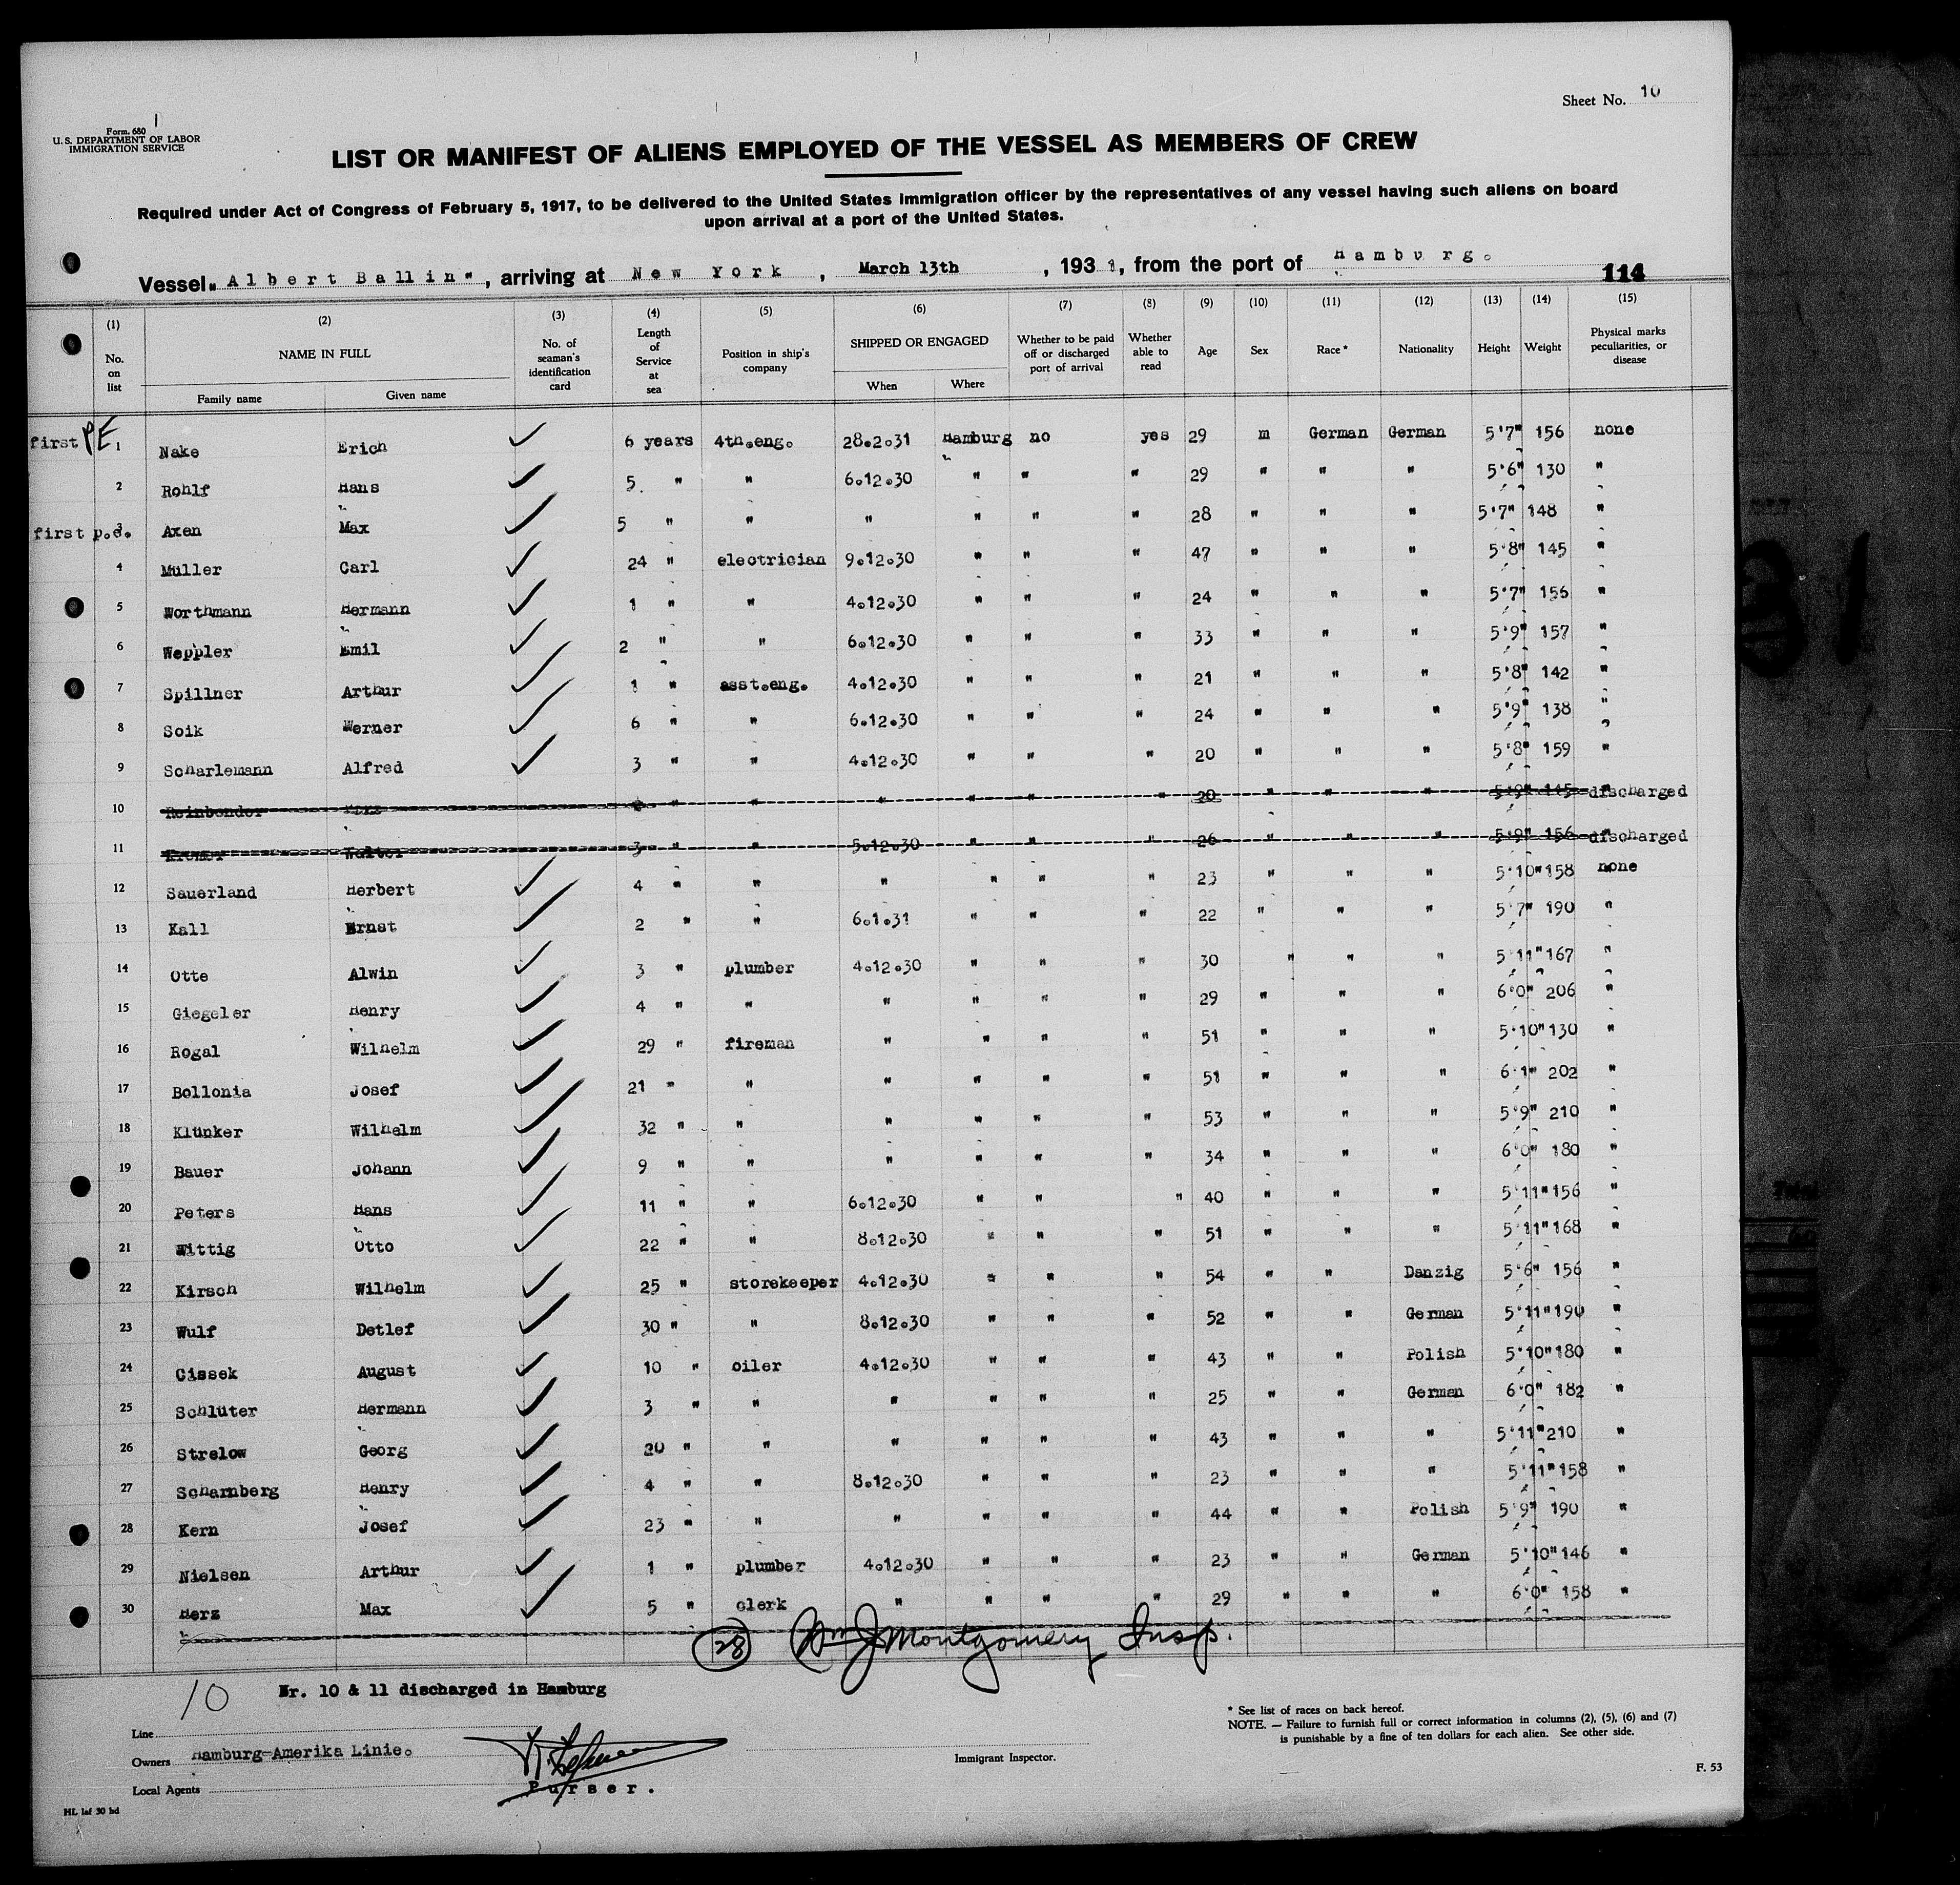 Sheet No. 10
Form. 680
U. S. DEPARTMENT OF LABOR
IMMIGRATION SERVICE
LIST OR MANIFEST OF ALIENS EMPLOYED OF THE VESSEL AS MEMBERS OF CREW
Required under Act of Congress of February 5, 1917, to be delivered to the United States immigration officer by the representatives of any vessel having such aliens on board
upon arrival at a port of the United States.
Vessel "Albert Ballin", arriving at New York, March 13th, 1931, from the port of Hamburg.
114
(1) No. on list (2) NAME IN FULL Family name Given name (3) No. of seaman's identification card (4) Length of Service at sea (5) Position in ship's company (6) SHIPPED OR ENGAGED When Where (7) Whether to be paid off or discharged port of arrival (8) Whether able to read (9) Age (10) Sex (11) Race * (12) Nationality (13) Height (14) Weight (15) Physical marks peculiarities, or disease
first PE 1 Nake Erich ✓ 6 years 4th.eng. 28.2.31 Hamburg no yes 29 m German German 5'7" 156 none
2 Rohlf Hans ✓ 5 " " 6.12.30 " " " 29 " " " 5'6" 130 "
first p.e. 3 Axen Max ✓ 5 " " " " " " 28 " " " 5'7" 148 "
4 Müller Carl ✓ 24 " electrician 9.12.30 " " " 47 " " " 5'8" 145 "
5 Worthmann Hermann ✓ 1 " " 4.12.30 " " " 24 " " " 5'7" 156 "
6 Weppler Emil ✓ 2 " " 6.12.30 " " " 33 " " " 5'9" 157 "
7 Spillner Arthur ✓ 1 " asst.eng. 4.12.30 " " " 21 " " " 5'8" 142 "
8 Soik Werner ✓ 6 " " 6.12.30 " " " 24 " " " 5'9" 138 "
9 Scharlemann Alfred ✓ 3 " " 4.12.30 " " " 20 " " " 5'8" 159 "
10 Reinbender " " " " " " 20 " " " 5'9" 145 " discharged
11 Walter 3 " " 5.12.30 " " " 26 " " " 5'9" 156 " discharged
12 Sauerland Herbert ✓ 4 " " " " " " 23 " " " 5'10" 158 none
13 Kall Ernst ✓ 2 " " 6.1.31 " " " 22 " " " 5'7" 190 "
14 Otte Alwin ✓ 3 " plumber 4.12.30 " " " 30 " " " 5'11" 167 "
15 Giegeler Henry ✓ 4 " " " " " " 29 " " " 6'0" 206 "
16 Rogal Wilhelm ✓ 29 " fireman " " " " 51 " " " 5'10" 130 "
17 Bollonia Josef ✓ 21 " " " " " " 51 " " " 6'1" 202 "
18 Klünker Wilhelm ✓ 32 " " " " " " 53 " " " 5'9" 210 "
19 Bauer Johann ✓ 9 " " " " " " 34 " " " 6'0" 180 "
20 Peters Hans ✓ 11 " " 6.12.30 " " " 40 " " " 5'11" 156 "
21 Wittig Otto ✓ 22 " " 8.12.30 " " " 51 " " " 5'11" 168 "
22 Kirsch Wilhelm ✓ 25 " storekeeper 4.12.30 " " " 54 " " Danzig 5'6" 156 "
23 Wulf Detlef ✓ 30 " " 8.12.30 " " " 52 " " German 5'11" 190 "
24 Cissek August ✓ 10 " oiler 4.12.30 " " " 43 " " Polish 5'10" 180 "
25 Schlüter Hermann ✓ 3 " " " " " " 25 " " German 6'0" 182 "
26 Strelow Georg ✓ 20 " " " " " " 43 " " " 5'11" 210 "
27 Scharnberg Henry ✓ 4 " " 8.12.30 " " " 23 " " " 5'11" 158 "
28 Kern Josef ✓ 23 " " " " " " 44 " " Polish 5'9" 190 "
29 Nielsen Arthur ✓ 1 " plumber 4.12.30 " " " 23 " " German 5'10" 146 "
30 Herz Max ✓ 5 " clerk " " " " 29 " " " 6'0" 158 "
28 Wm J Montgomery Insp.
10 Nr. 10 & 11 discharged in Hamburg
Line
Owners Hamburg-Amerika Linie.
Local Agents
Purser.
Immigrant Inspector.
* See list of races on back hereof.
NOTE. — Failure to furnish full or correct information in columns (2), (5), (6) and (7)
is punishable by a fine of ten dollars for each alien. See other side.
F. 53
HL laf 30 hd